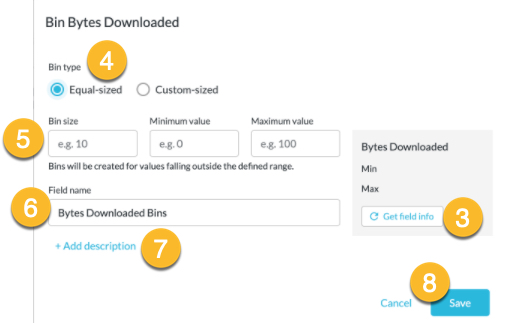 Bin Bytes Downloaded
Bin type 4
Equal-sized Custom-sized
Bin size Minimum value Maximum value
5 e.g. 10 e.g. 0 e.g. 100
Bins will be created for values falling outside the defined range.
Bytes Downloaded
Min
Max
Get field info 3
Field name
6 Bytes Downloaded Bins
+ Add description 7
8
Cancel Save